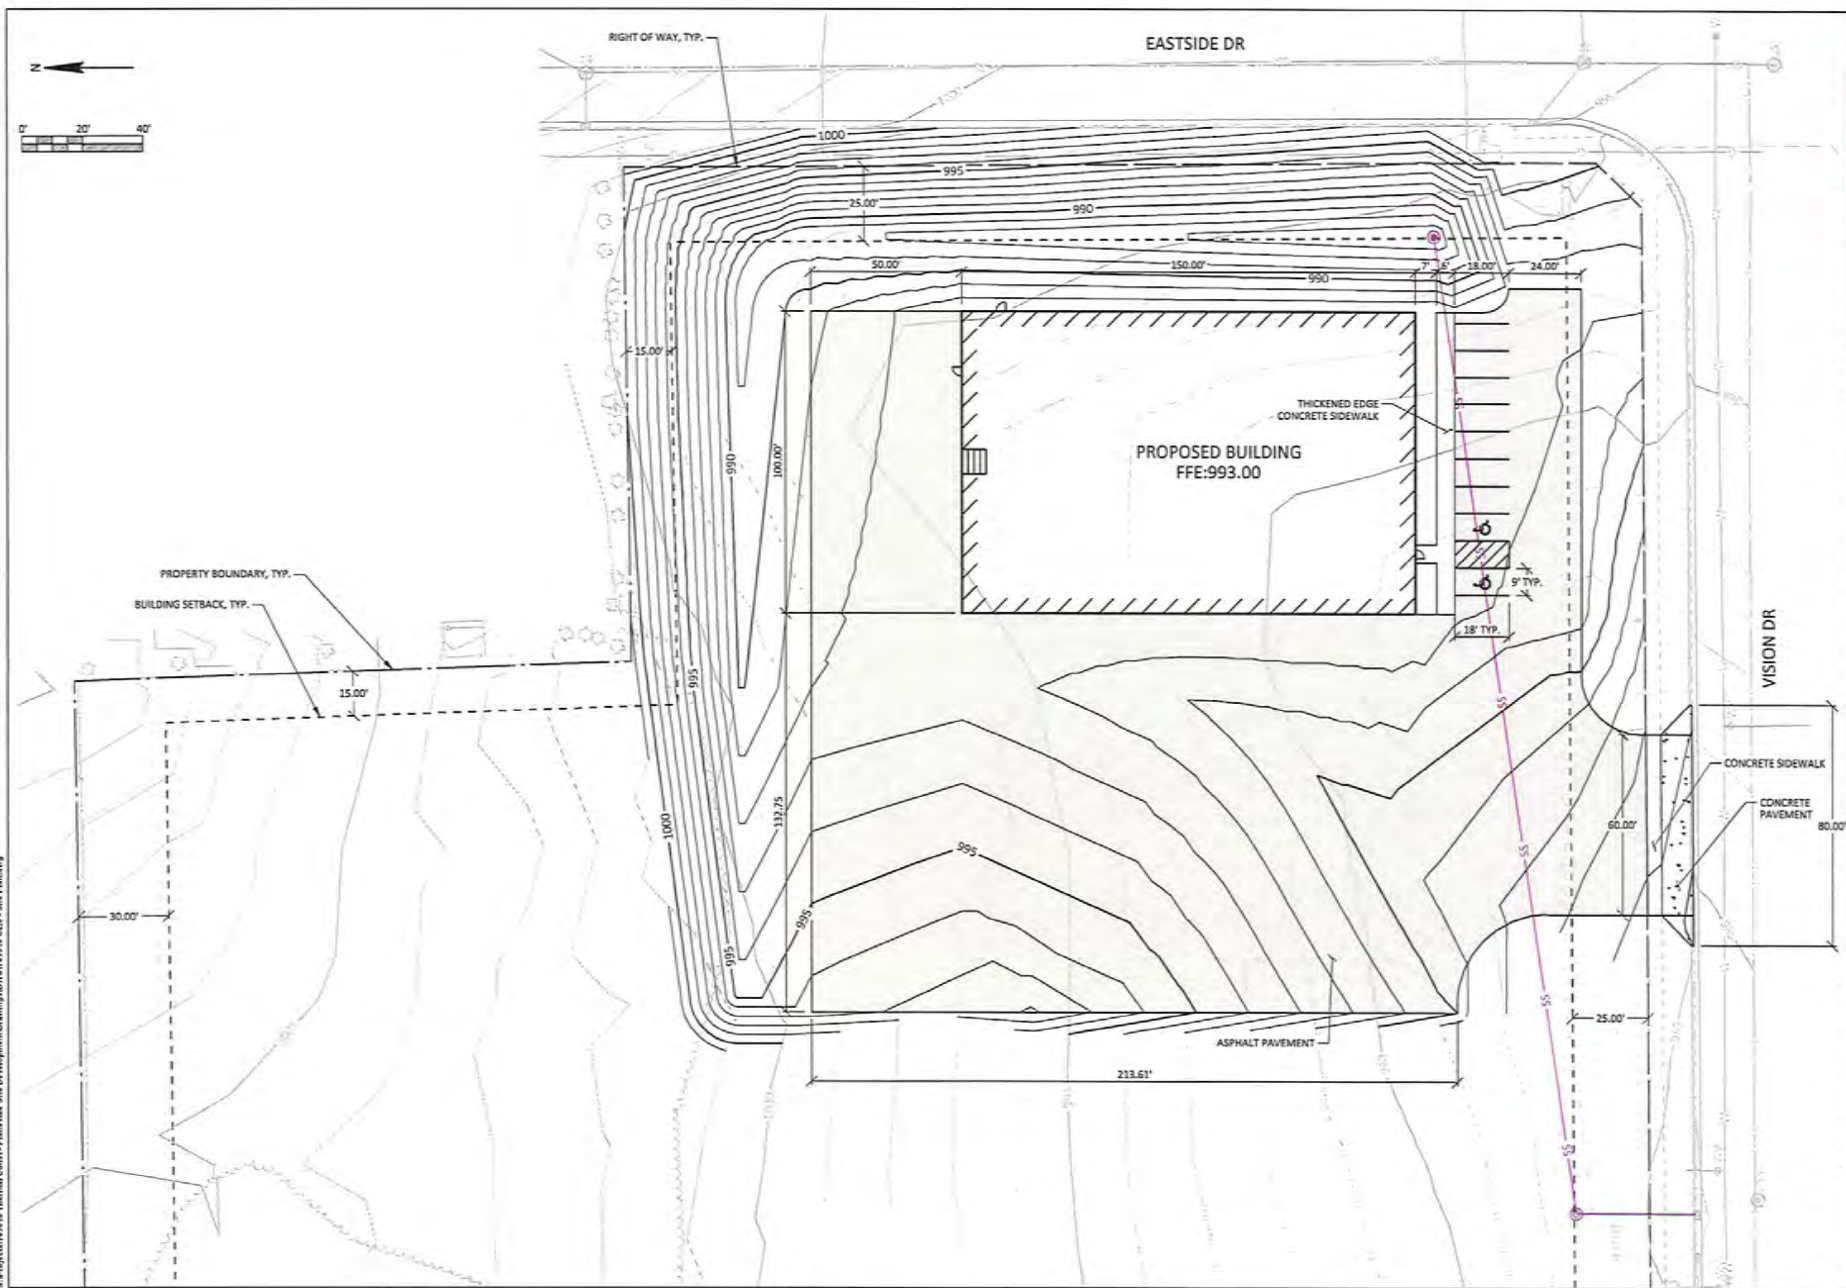 RIGHT OF WAY, TYP.
EASTSIDE DR
N
0' 20' 40'
1000
995
25.00'
990
50.00'
150.00'
7'
6'
18.00'
24.00'
990
15.00'
THICKENED EDGE
CONCRETE SIDEWALK
SS
990
100.00'
PROPOSED BUILDING
FFE:993.00
SS
9' TYP.
PROPERTY BOUNDARY, TYP.
BUILDING SETBACK, TYP.
18' TYP.
VISION DR
15.00'
995
SS
CONCRETE SIDEWALK
CONCRETE
PAVEMENT
1000
132.75
60.00'
80.00'
995
SS
30.00'
995
995
SS
25.00'
ASPHALT PAVEMENT
213.61'
SS